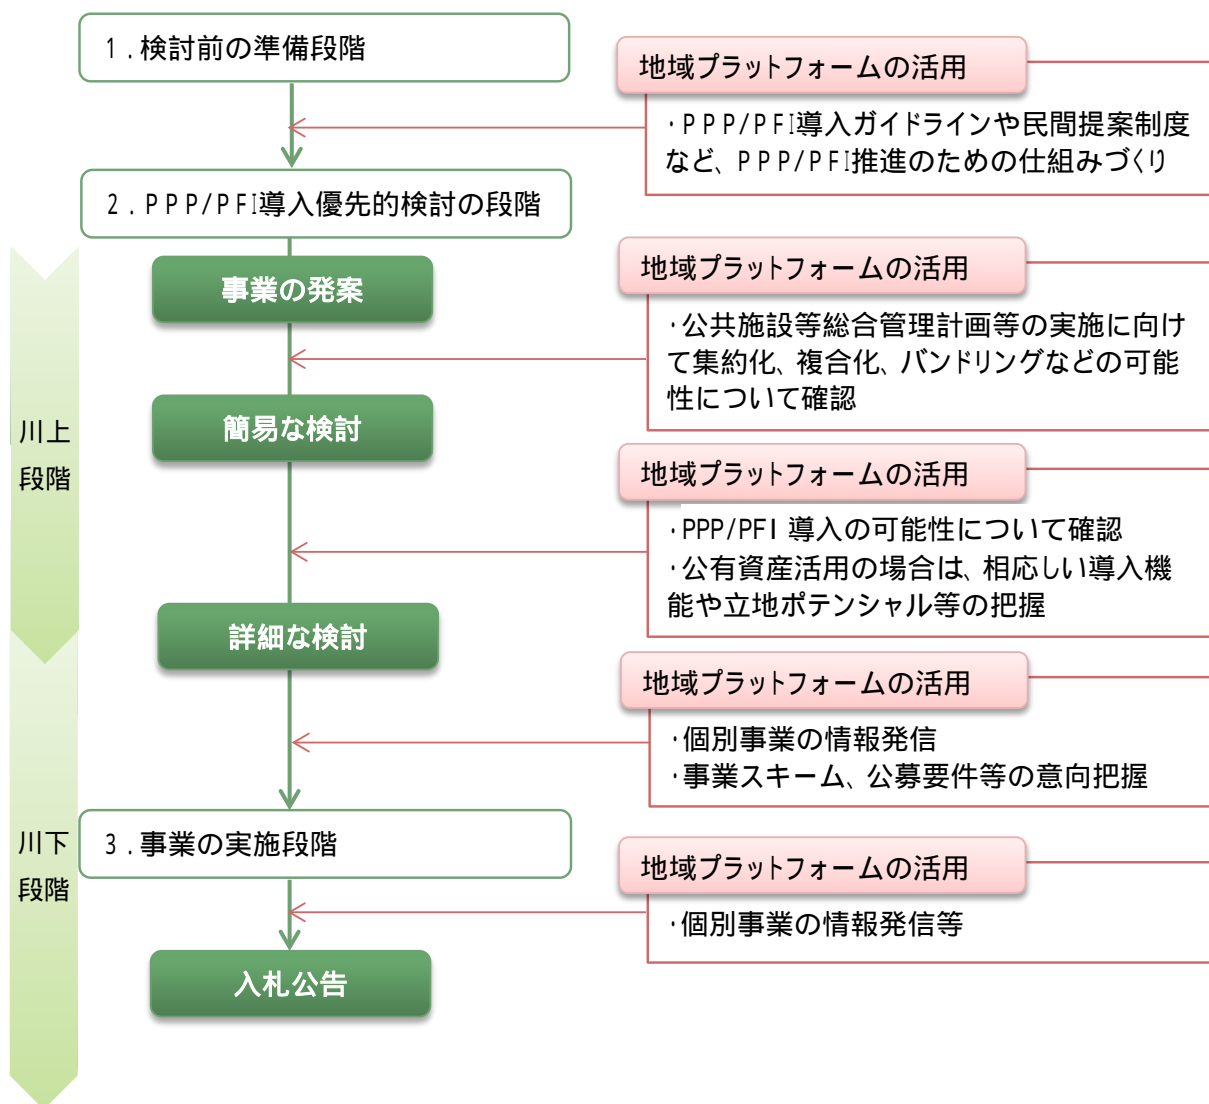 1．検討前の準備段階
地域プラットフォームの活用
・PPP/PFI導入ガイドラインや民間提案制度
など、PPP/PFI推進のための仕組みづくり
2．PPP/PFI導入優先的検討の段階
事業の発案
地域プラットフォームの活用
・公共施設等総合管理計画等の実施に向け
て集約化、複合化、バンドリングなどの可能
性について確認
簡易な検討
川上
段階
地域プラットフォームの活用
・PPP/PFI 導入の可能性について確認
・公有資産活用の場合は、相応しい導入機
能や立地ポテンシャル等の把握
詳細な検討
地域プラットフォームの活用
・個別事業の情報発信
・事業スキーム、公募要件等の意向把握
川下
段階
3．事業の実施段階
地域プラットフォームの活用
・個別事業の情報発信等
入札公告